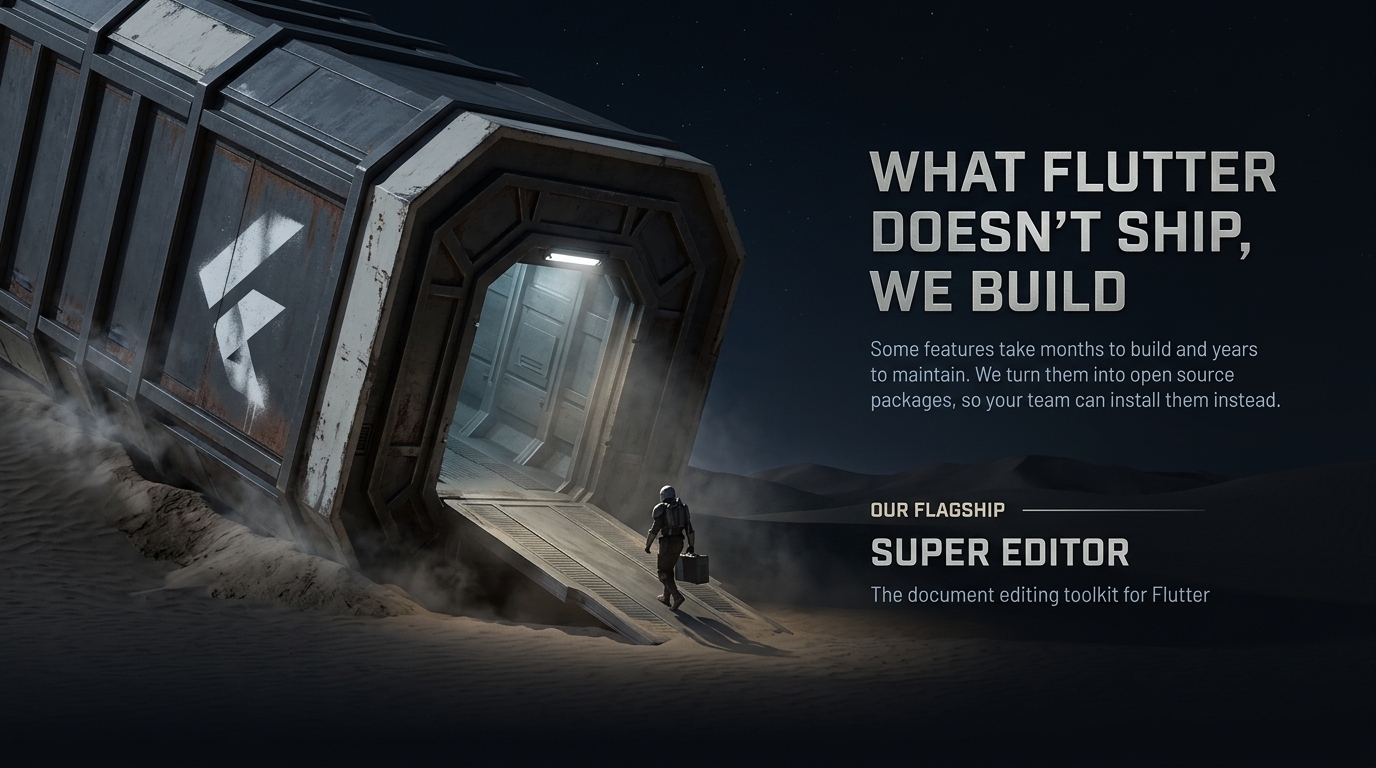 WHAT FLUTTER
DOESN’T SHIP,
WE BUILD
Some features take months to build and years
to maintain. We turn them into open source
packages, so your team can install them instead.
OUR FLAGSHIP
SUPER EDITOR
The document editing toolkit for Flutter